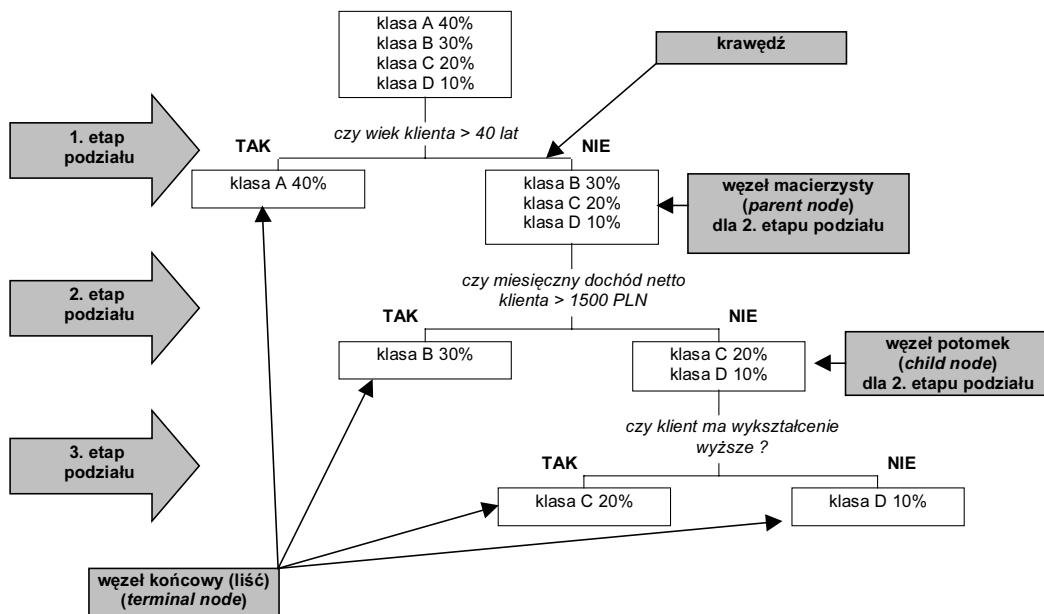 klasa A 40%
klasa B 30%
klasa C 20%
klasa D 10%
krawędź
1. etap
podziału
czy wiek klienta > 40 lat
TAK
NIE
klasa A 40%
klasa B 30%
klasa C 20%
klasa D 10%
węzeł macierzysty
(parent node)
dla 2. etapu podziału
2. etap
podziału
czy miesięczny dochód netto
klienta > 1500 PLN
TAK
NIE
klasa B 30%
klasa C 20%
klasa D 10%
węzeł potomek
(child node)
dla 2. etapu podziału
3. etap
podziału
czy klient ma wykształcenie
wyższe ?
TAK
NIE
klasa C 20%
klasa D 10%
węzeł końcowy (liść)
(terminal node)